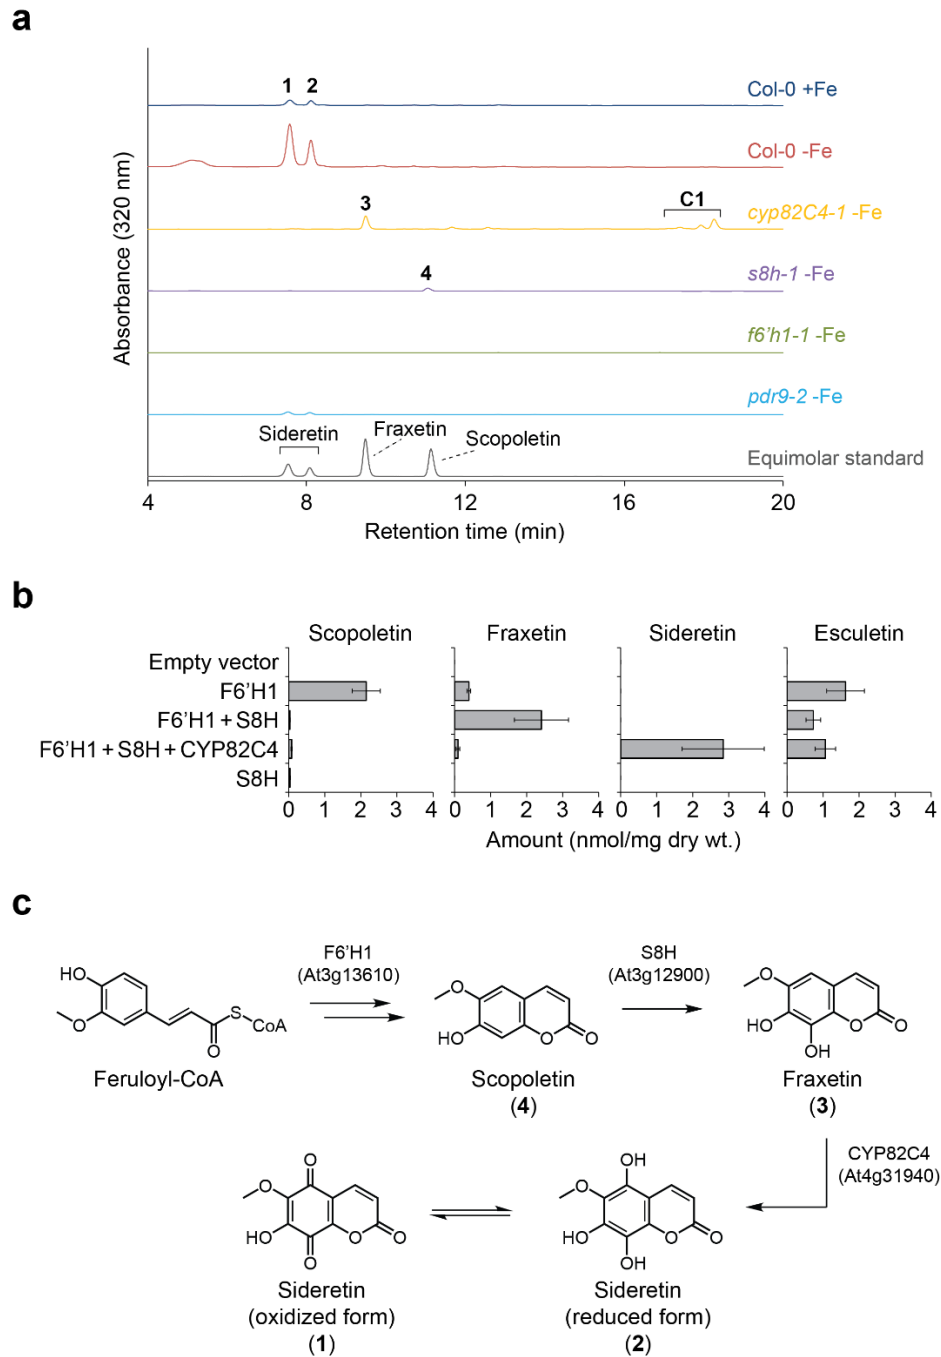 a
Absorbance (320 nm)
1 2
Col-0 +Fe
Col-0 -Fe
3
C1
cyp82C4-1 -Fe
4
s8h-1 -Fe
f6'h1-1 -Fe
pdr9-2 -Fe
Sideretin
Fraxetin
Scopoletin
Equimolar standard
4 8 12 16 20
Retention time (min)
b
Scopoletin Fraxetin Sideretin Esculetin
Empty vector
F6'H1
F6'H1 + S8H
F6'H1 + S8H + CYP82C4
S8H
0 1 2 3 4 0 1 2 3 4 0 1 2 3 4 0 1 2 3 4
Amount (nmol/mg dry wt.)
c
HO
O
O
S
CoA
Feruloyl-CoA
F6'H1
(At3g13610)
O
HO
O
O
Scopoletin
(4)
S8H
(At3g12900)
O
HO
OH
O
O
Fraxetin
(3)
CYP82C4
(At4g31940)
O
O
HO
O
O
O
Sideretin
(oxidized form)
(1)
OH
O
HO
OH
O
O
Sideretin
(reduced form)
(2)